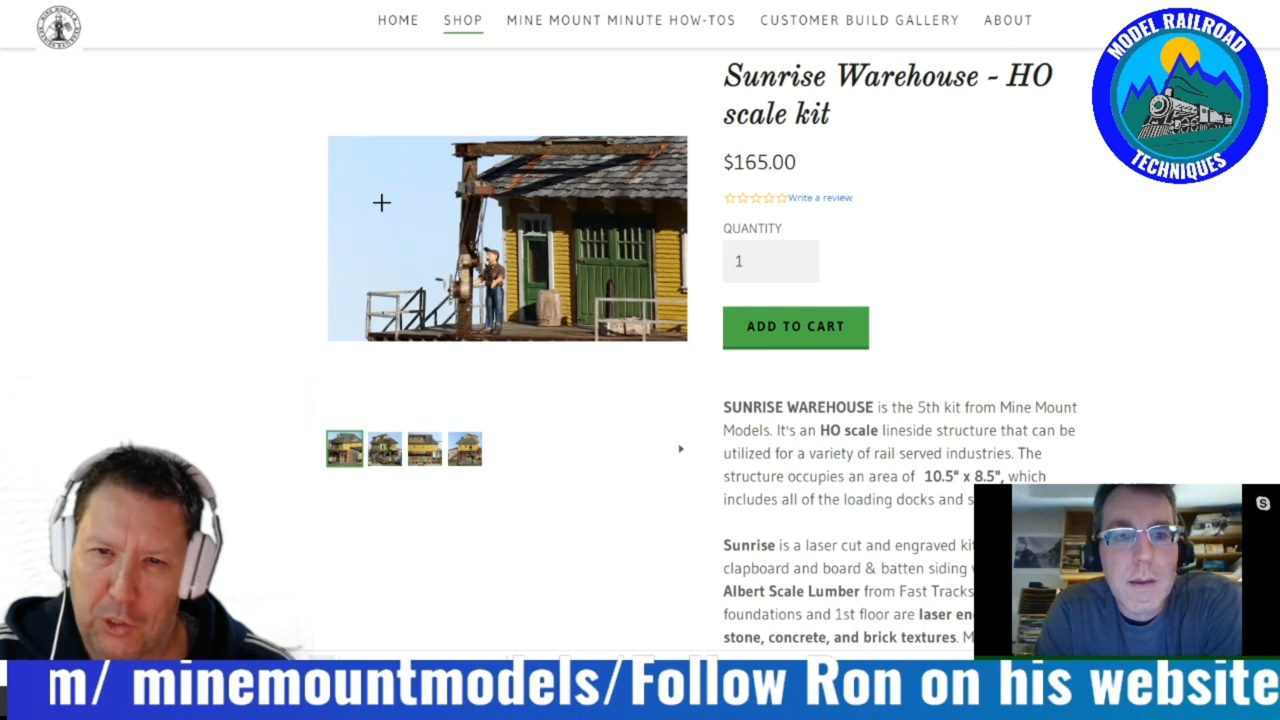 HOME SHOP MINE MOUNT MINUTE HOW-TOS CUSTOMER BUILD GALLERY ABOUT
MODEL RAILROAD
TECHNIQUES
Sunrise Warehouse - HO
scale kit
$165.00
Write a review
QUANTITY
1
ADD TO CART
SUNRISE WAREHOUSE is the 5th kit from Mine Mount
Models. It's an HO scale lineside structure that can be
utilized for a variety of rail served industries. The
structure occupies an area of 10.5" x 8.5", which
includes all of the loading docks and s
Sunrise is a laser cut and engraved kit
clapboard and board & batten siding
Albert Scale Lumber from Fast Tracks
foundations and 1st floor are laser en
stone, concrete, and brick textures. M
m/ minemountmodels/Follow Ron on his website